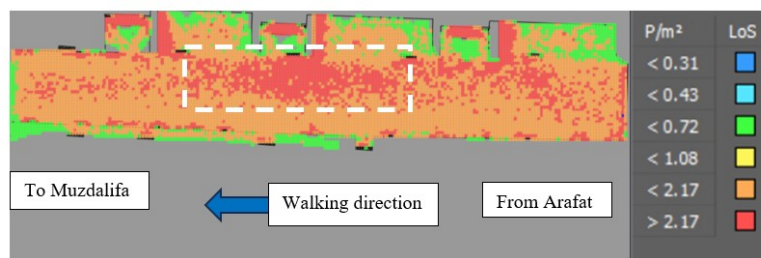 P/m² LoS
< 0.31
< 0.43
< 0.72
< 1.08
< 2.17
> 2.17
To Muzdalifa
Walking direction
From Arafat